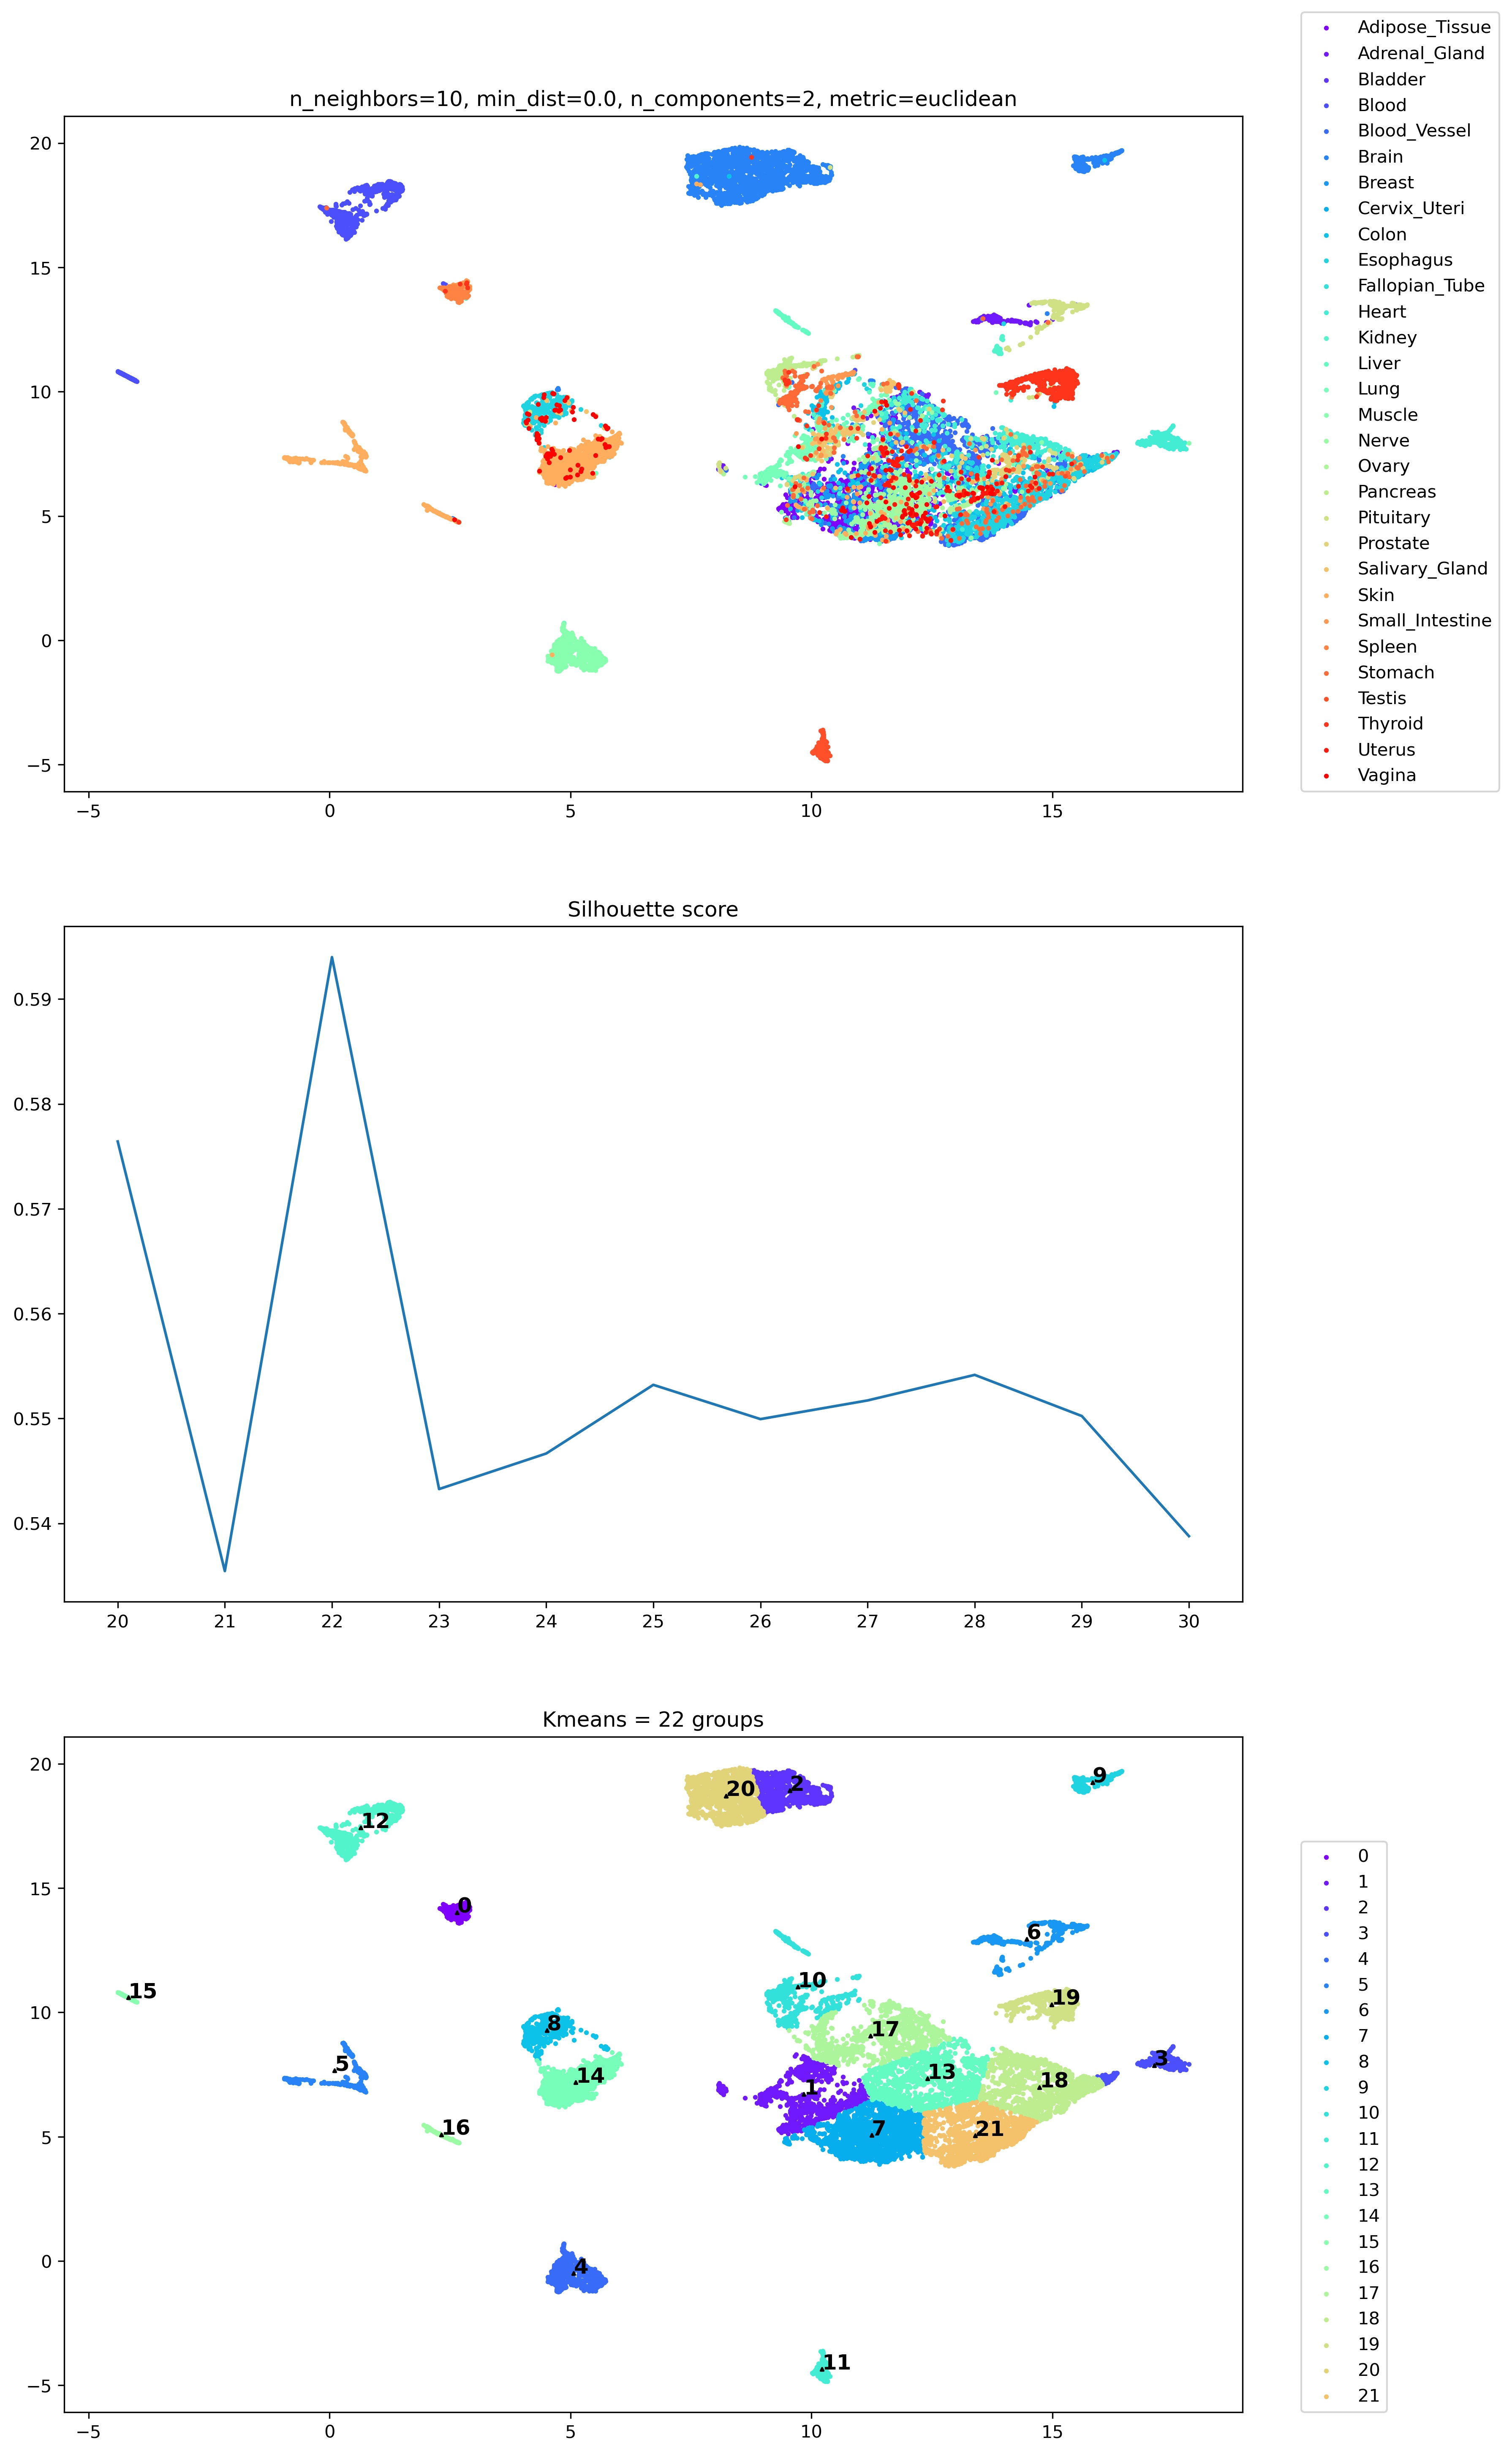 n_neighbors=10, min_dist=0.0, n_components=2, metric=euclidean
20
15
10
5
0
−5
−5 0 5 10 15
Adipose_Tissue
Adrenal_Gland
Bladder
Blood
Blood_Vessel
Brain
Breast
Cervix_Uteri
Colon
Esophagus
Fallopian_Tube
Heart
Kidney
Liver
Lung
Muscle
Nerve
Ovary
Pancreas
Pituitary
Prostate
Salivary_Gland
Skin
Small_Intestine
Spleen
Stomach
Testis
Thyroid
Uterus
Vagina
Silhouette score
0.59
0.58
0.57
0.56
0.55
0.54
20 21 22 23 24 25 26 27 28 29 30
Kmeans = 22 groups
20
15
10
5
0
−5
−5 0 5 10 15
20 2 9
12
0
6
15 10 19
8 17
5 14 13 3
1 18
16 7 21
4
11
0
1
2
3
4
5
6
7
8
9
10
11
12
13
14
15
16
17
18
19
20
21